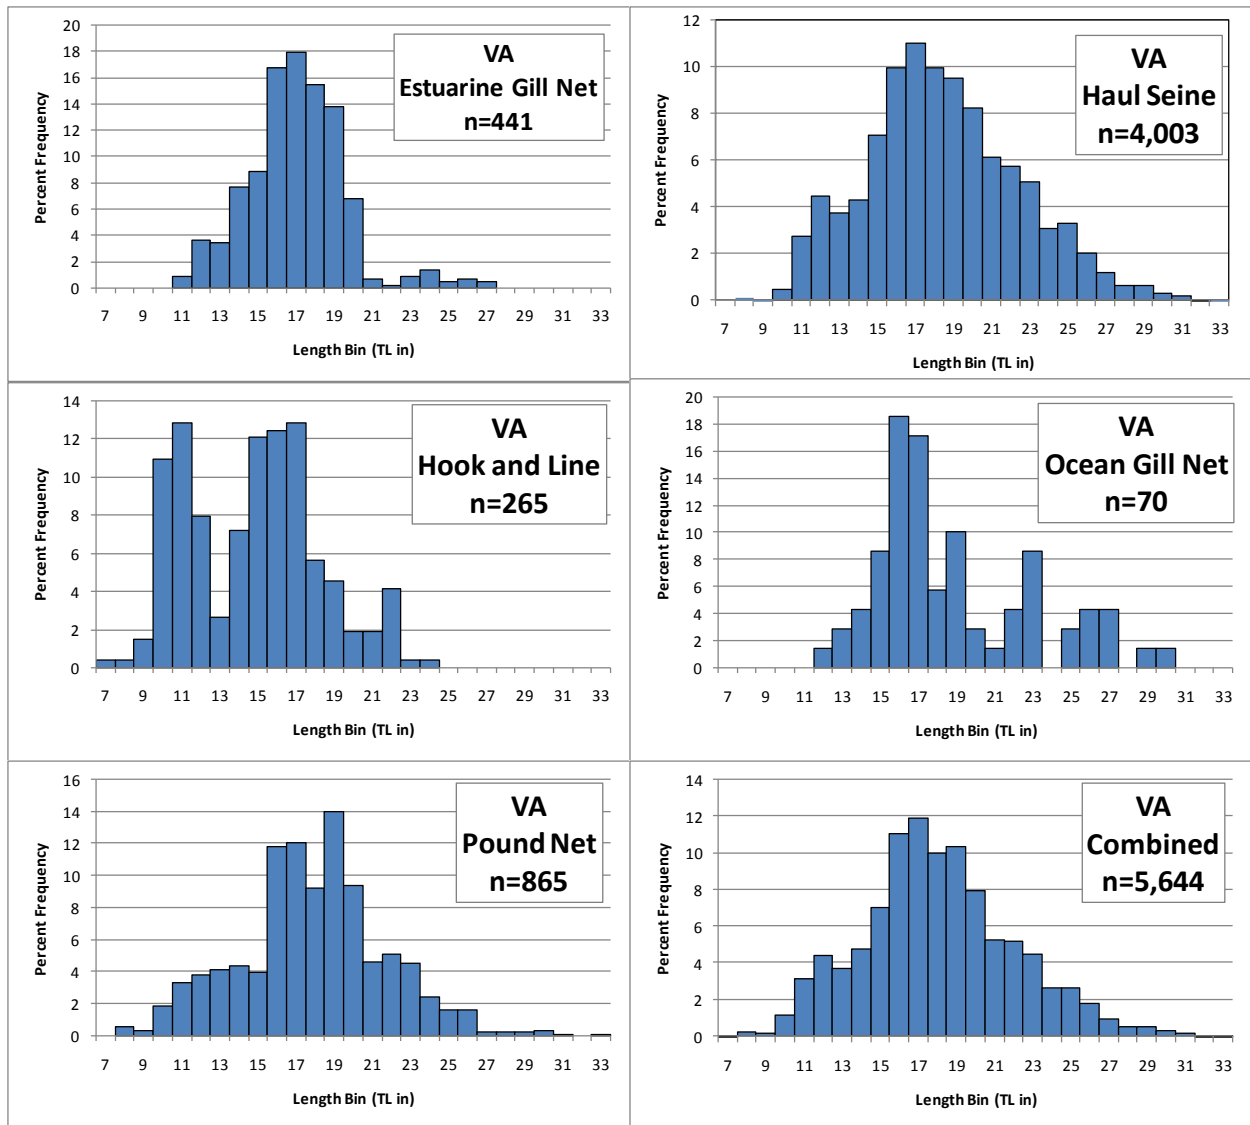 20
18
16
14
12
10
8
6
4
2
0
Percent Frequency
VA
Estuarine Gill Net
n=441
7 9 11 13 15 17 19 21 23 25 27 29 31 33
Length Bin (TL in)
12
10
8
6
4
2
0
Percent Frequency
VA
Haul Seine
n=4,003
7 9 11 13 15 17 19 21 23 25 27 29 31 33
Length Bin (TL in)
14
12
10
8
6
4
2
0
Percent Frequency
VA
Hook and Line
n=265
7 9 11 13 15 17 19 21 23 25 27 29 31 33
Length Bin (TL in)
20
18
16
14
12
10
8
6
4
2
0
Percent Frequency
VA
Ocean Gill Net
n=70
7 9 11 13 15 17 19 21 23 25 27 29 31 33
Length Bin (TL in)
16
14
12
10
8
6
4
2
0
Percent Frequency
VA
Pound Net
n=865
7 9 11 13 15 17 19 21 23 25 27 29 31 33
Length Bin (TL in)
14
12
10
8
6
4
2
0
Percent Frequency
VA
Combined
n=5,644
7 9 11 13 15 17 19 21 23 25 27 29 31 33
Length Bin (TL in)